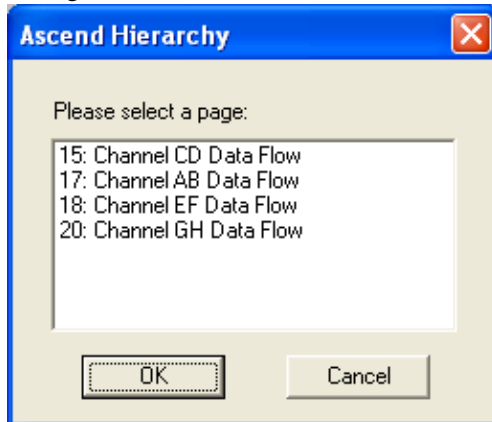 Ascend Hierarchy
Please select a page:
15: Channel CD Data Flow
17: Channel AB Data Flow
18: Channel EF Data Flow
20: Channel GH Data Flow
OK
Cancel